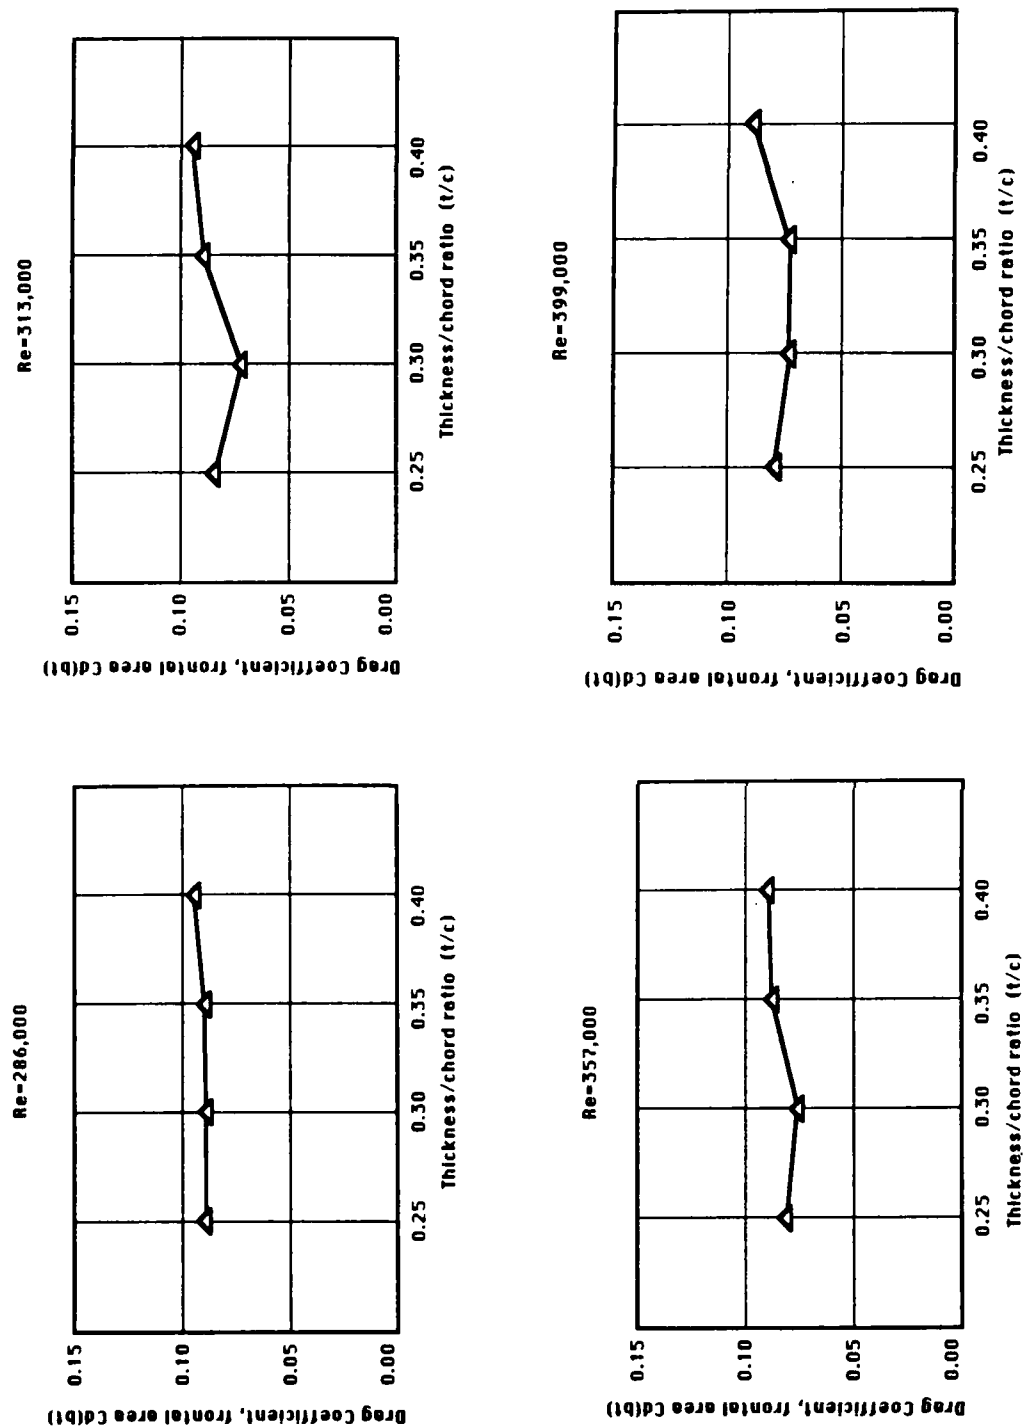 Re=286,000
Drag Coefficient, frontal area Cd(bt)
0.15
0.10
0.05
0.00
0.25 0.30 0.35 0.40
Thickness/chord ratio (t/c)
Re=313,000
Drag Coefficient, frontal area Cd(bt)
0.15
0.10
0.05
0.00
0.25 0.30 0.35 0.40
Thickness/chord ratio (t/c)
Re=357,000
Drag Coefficient, frontal area Cd(bt)
0.15
0.10
0.05
0.00
0.25 0.30 0.35 0.40
Thickness/chord ratio (t/c)
Re=399,000
Drag Coefficient, frontal area Cd(bt)
0.15
0.10
0.05
0.00
0.25 0.30 0.35 0.40
Thickness/chord ratio (t/c)